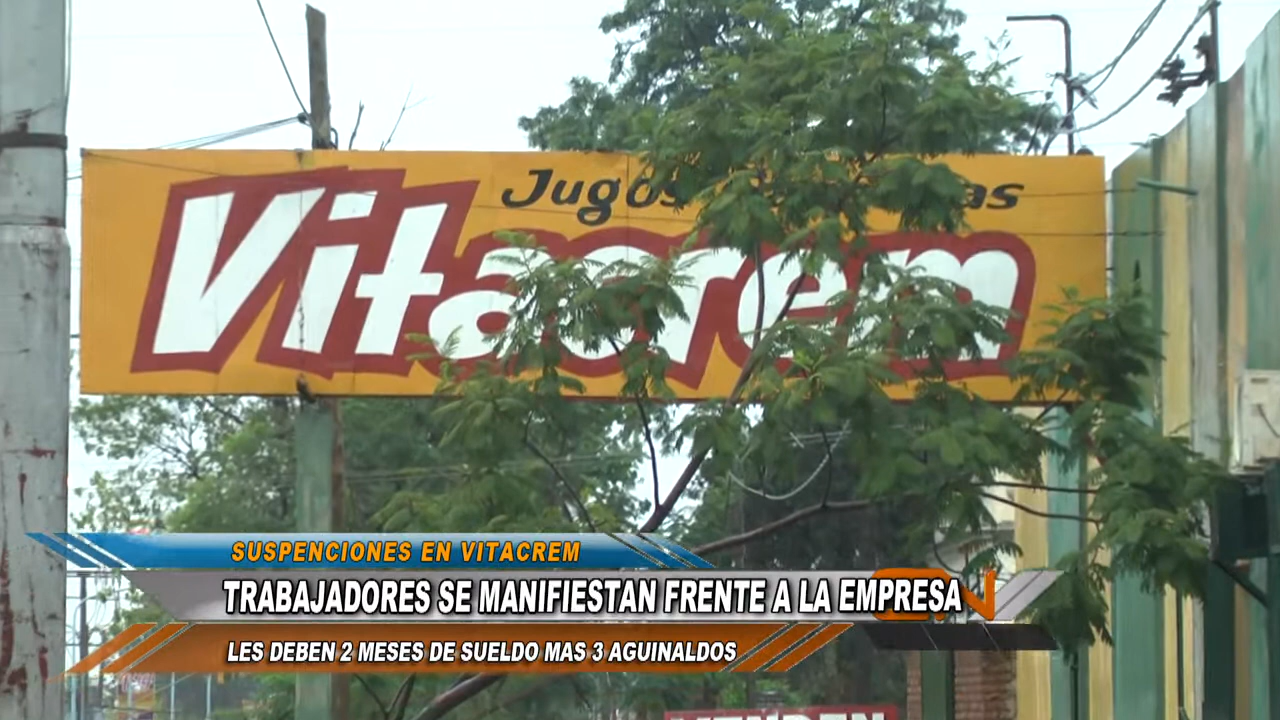 Jugos
Vitacrem
SUSPENCIONES EN VITACREM
TRABAJADORES SE MANIFIESTAN FRENTE A LA EMPRESA
LES DEBEN 2 MESES DE SUELDO MAS 3 AGUINALDOS